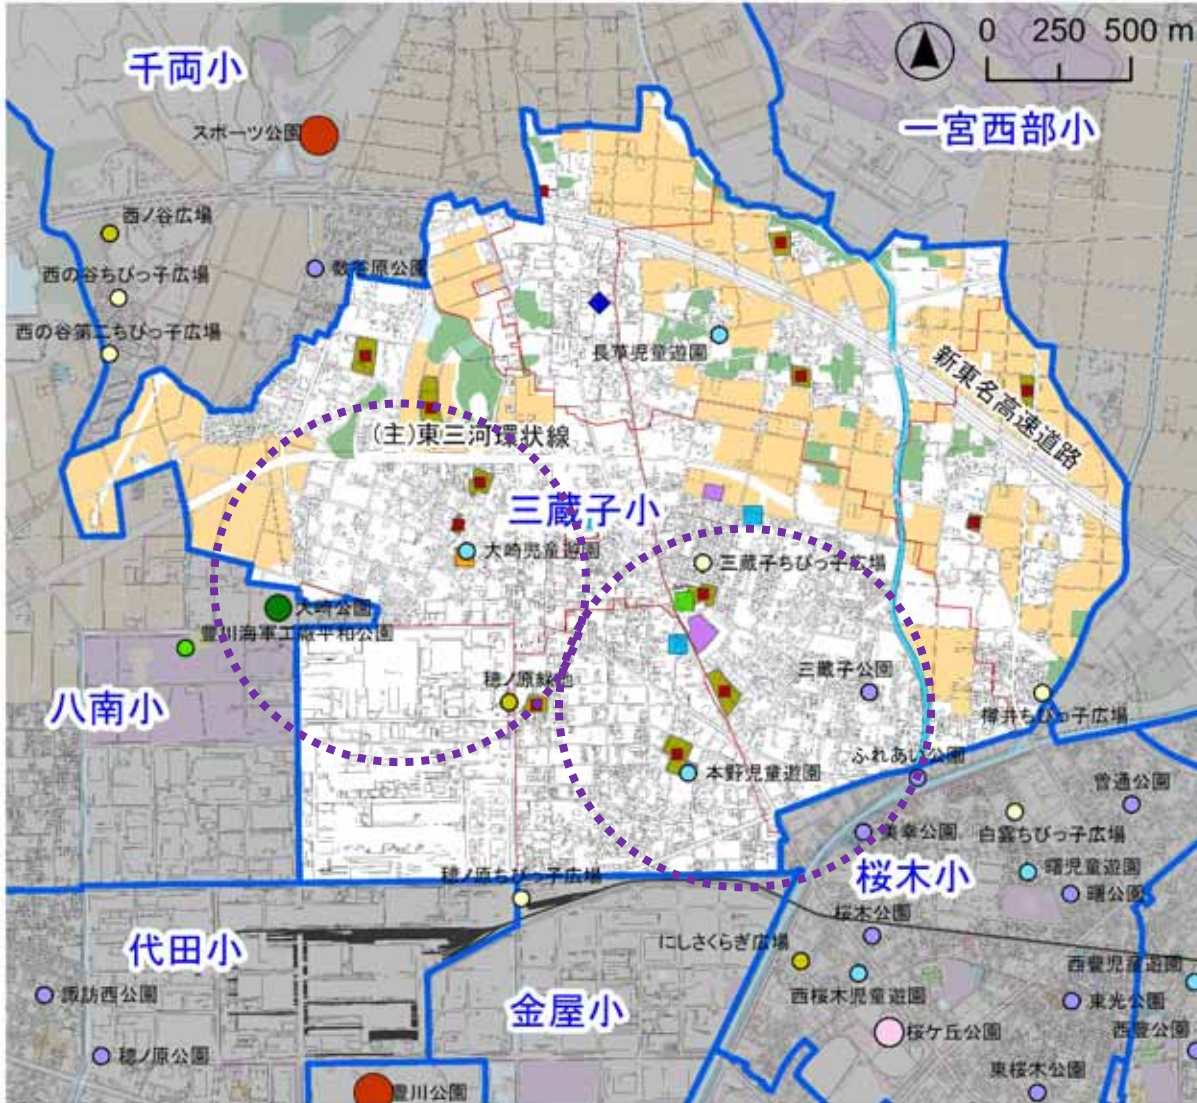 0 250 500 m
千両小
一宮西部小
スポーツ公園
西ノ谷広場
西の谷ちびっ子広場
数谷原公園
西の谷第二ちびっ子広場
長草児童遊園
新東名高速道路
(主)東三河環状線
三蔵子小
大崎児童遊園
三蔵子ちびっ子広場
大崎公園
豊川海軍工廠平和公園
三蔵子公園
穂ノ原緑地
八南小
樽井ちびっ子広場
ふれあい公園
本野児童遊園
曽通公園
美幸公園
白雲ちびっ子広場
桜木小
曙児童遊園
曙公園
穂ノ原ちびっ子広場
桜木公園
代田小
にしさくらぎ広場
西豊児童遊園
諏訪西公園
西桜木児童遊園
東光公園
金屋小
桜ケ丘公園
西豊公園
穂ノ原公園
東桜木公園
豊川公園